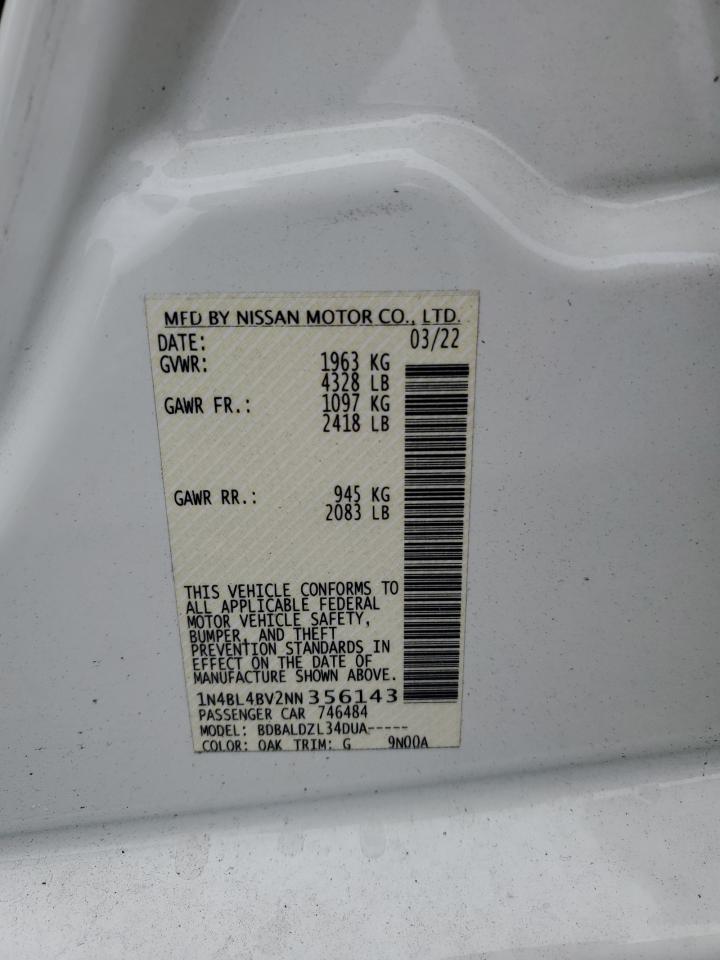 MFD BY NISSAN MOTOR CO., LTD.
DATE: 03/22
GVWR: 1963 KG
4328 LB
GAWR FR.: 1097 KG
2418 LB
GAWR RR.: 945 KG
2083 LB
THIS VEHICLE CONFORMS TO
ALL APPLICABLE FEDERAL
MOTOR VEHICLE SAFETY,
BUMPER, AND THEFT
PREVENTION STANDARDS IN
EFFECT ON THE DATE OF
MANUFACTURE SHOWN ABOVE.
1N4BL4BV2NN356143
PASSENGER CAR 746484
MODEL: BDBALDZL34DUA-----
COLOR: QAK TRIM: G 9N00A